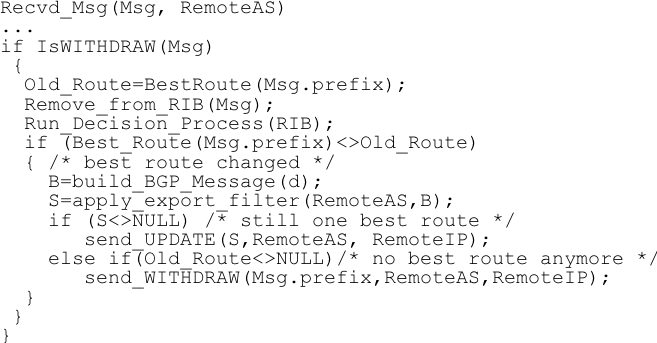 Recvd_Msg(Msg, RemoteAS)
...
if IsWITHDRAW(Msg)
 {
  Old_Route=BestRoute(Msg.prefix);
  Remove_from_RIB(Msg);
  Run_Decision_Process(RIB);
  if (Best_Route(Msg.prefix)<>Old_Route)
  { /* best route changed */
    B=build_BGP_Message(d);
    S=apply_export_filter(RemoteAS,B);
    if (S<>NULL) /* still one best route */
       send_UPDATE(S,RemoteAS, RemoteIP);
    else if(Old_Route<>NULL)/* no best route anymore */
       send_WITHDRAW(Msg.prefix,RemoteAS,RemoteIP);
  }
 }
}